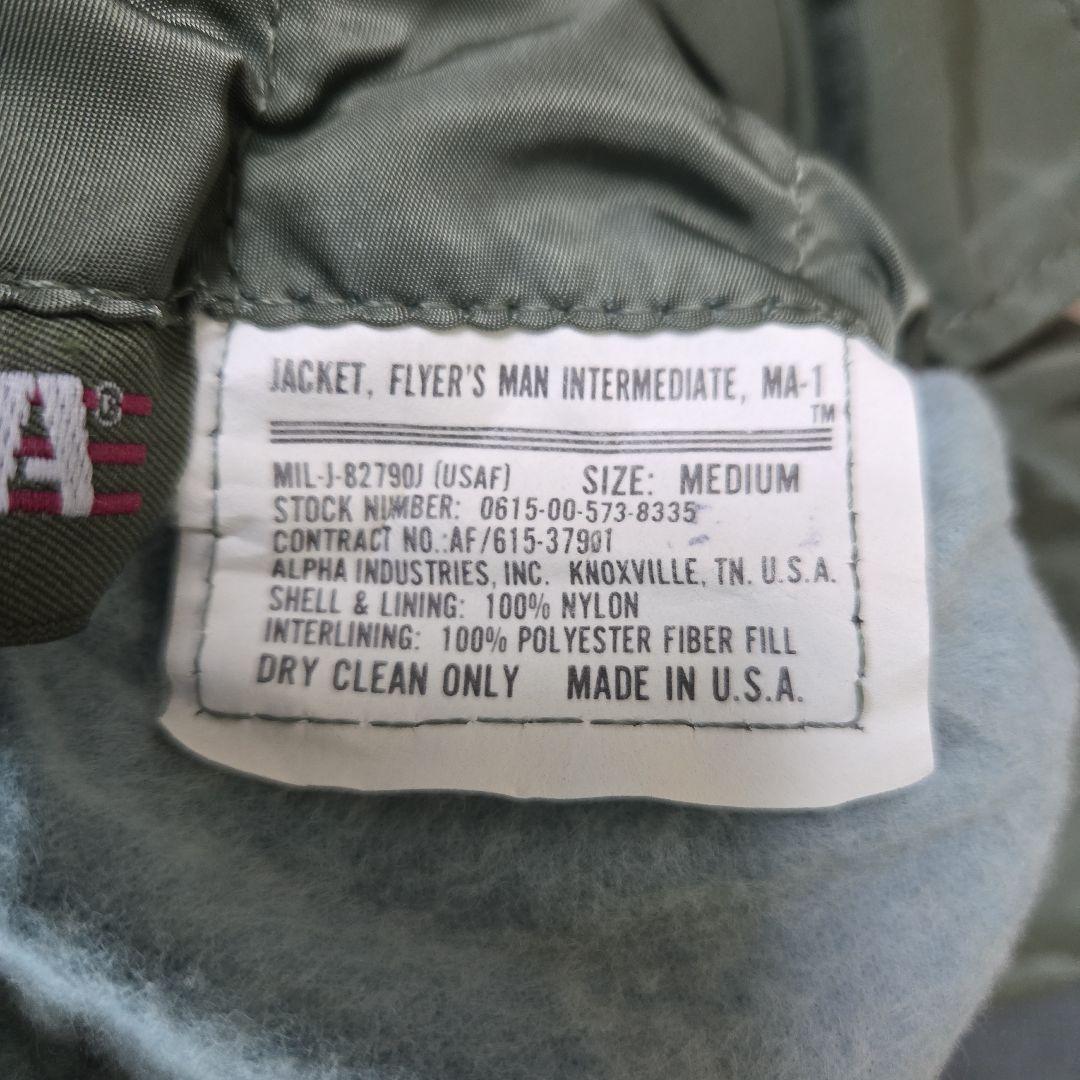 A®
JACKET, FLYER'S MAN INTERMEDIATE, MA-1
TM
MIL-J-82790J (USAF) SIZE: MEDIUM
STOCK NUMBER: 0615-00-573-8335
CONTRACT NO.:AF/615-37901
ALPHA INDUSTRIES, INC. KNOXVILLE, TN. U.S.A.
SHELL & LINING: 100% NYLON
INTERLINING: 100% POLYESTER FIBER FILL
DRY CLEAN ONLY MADE IN U.S.A.